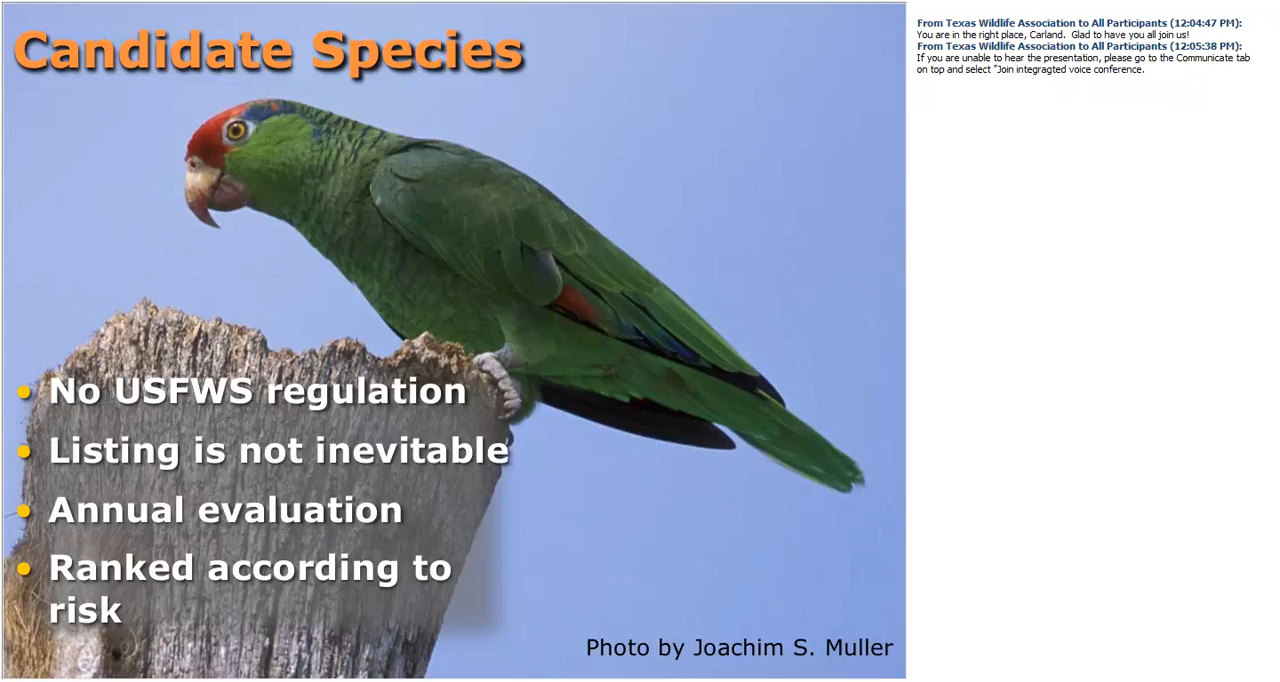 Candidate Species
• No USFWS regulation
• Listing is not inevitable
• Annual evaluation
• Ranked according to
risk
Photo by Joachim S. Muller
From Texas Wildlife Association to All Participants (12:04:47 PM):
You are in the right place, Carland.  Glad to have you all join us!
From Texas Wildlife Association to All Participants (12:05:38 PM):
If you are unable to hear the presentation, please go to the Communicate tab
on top and select "Join integragted voice conference.